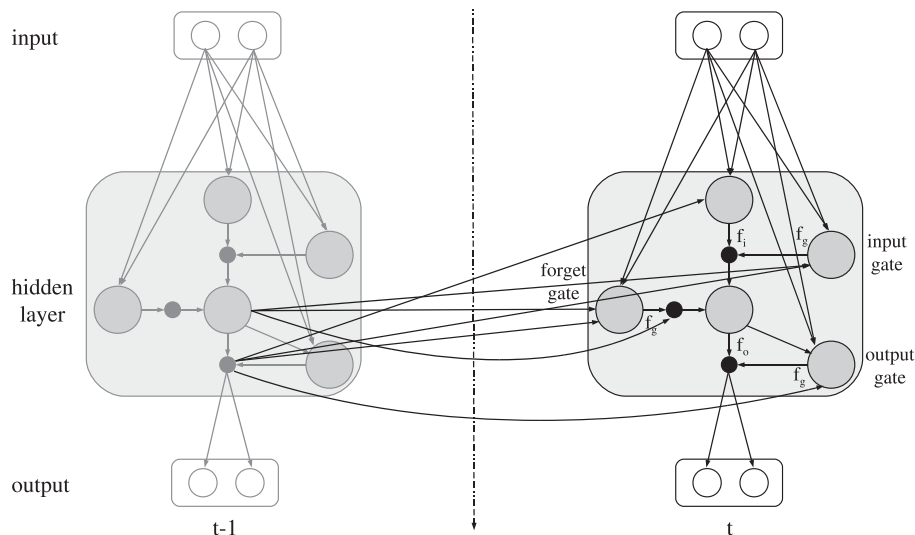 input
hidden
layer
output
t-1
forget
gate
f_g
f_i
f_g
f_o
f_g
input
gate
output
gate
t